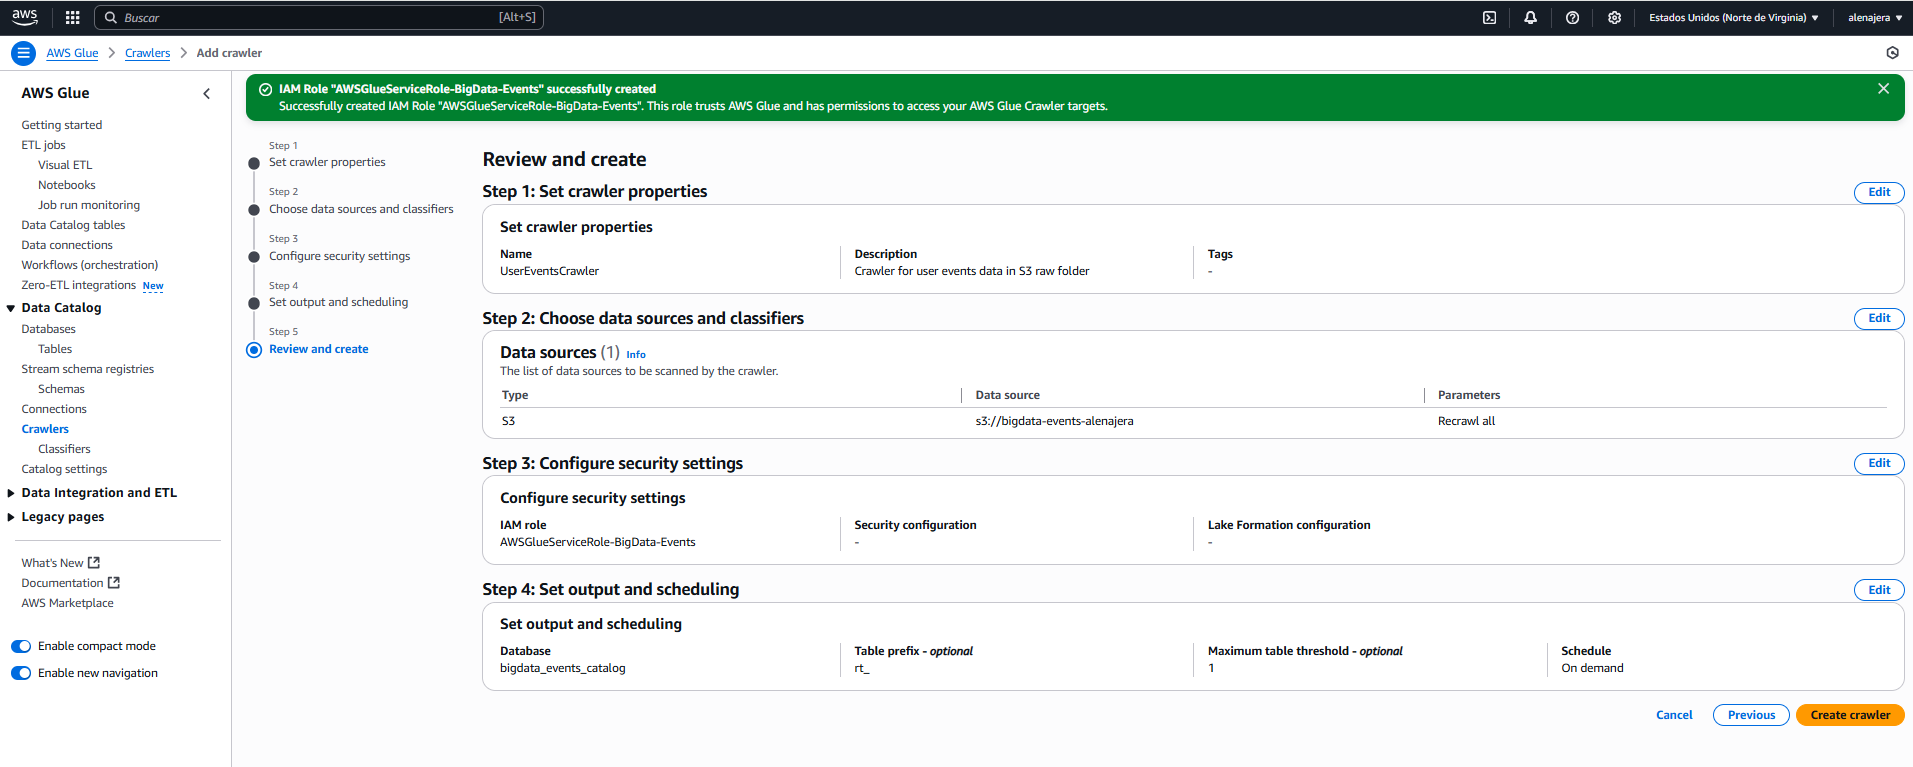 aws
Buscar [Alt+S]
Estados Unidos (Norte de Virginia)
alenajera
AWS Glue
Crawlers
Add crawler
AWS Glue
Getting started
ETL jobs
Visual ETL
Notebooks
Job run monitoring
Data Catalog tables
Data connections
Workflows (orchestration)
Zero-ETL integrations New
Data Catalog
Databases
Tables
Stream schema registries
Schemas
Connections
Crawlers
Classifiers
Catalog settings
Data Integration and ETL
Legacy pages
What's New
Documentation
AWS Marketplace
Enable compact mode
Enable new navigation
IAM Role "AWSGlueServiceRole-BigData-Events" successfully created
Successfully created IAM Role "AWSGlueServiceRole-BigData-Events". This role trusts AWS Glue and has permissions to access your AWS Glue Crawler targets.
Step 1
Set crawler properties
Step 2
Choose data sources and classifiers
Step 3
Configure security settings
Step 4
Set output and scheduling
Step 5
Review and create
Review and create
Step 1: Set crawler properties
Edit
Set crawler properties
Name
UserEventsCrawler
Description
Crawler for user events data in S3 raw folder
Tags
-
Step 2: Choose data sources and classifiers
Edit
Data sources (1) Info
The list of data sources to be scanned by the crawler.
Type Data source Parameters
S3 s3://bigdata-events-alenajera Recrawl all
Step 3: Configure security settings
Edit
Configure security settings
IAM role
AWSGlueServiceRole-BigData-Events
Security configuration
-
Lake Formation configuration
-
Step 4: Set output and scheduling
Edit
Set output and scheduling
Database
bigdata_events_catalog
Table prefix - optional
rt_
Maximum table threshold - optional
1
Schedule
On demand
Cancel
Previous
Create crawler